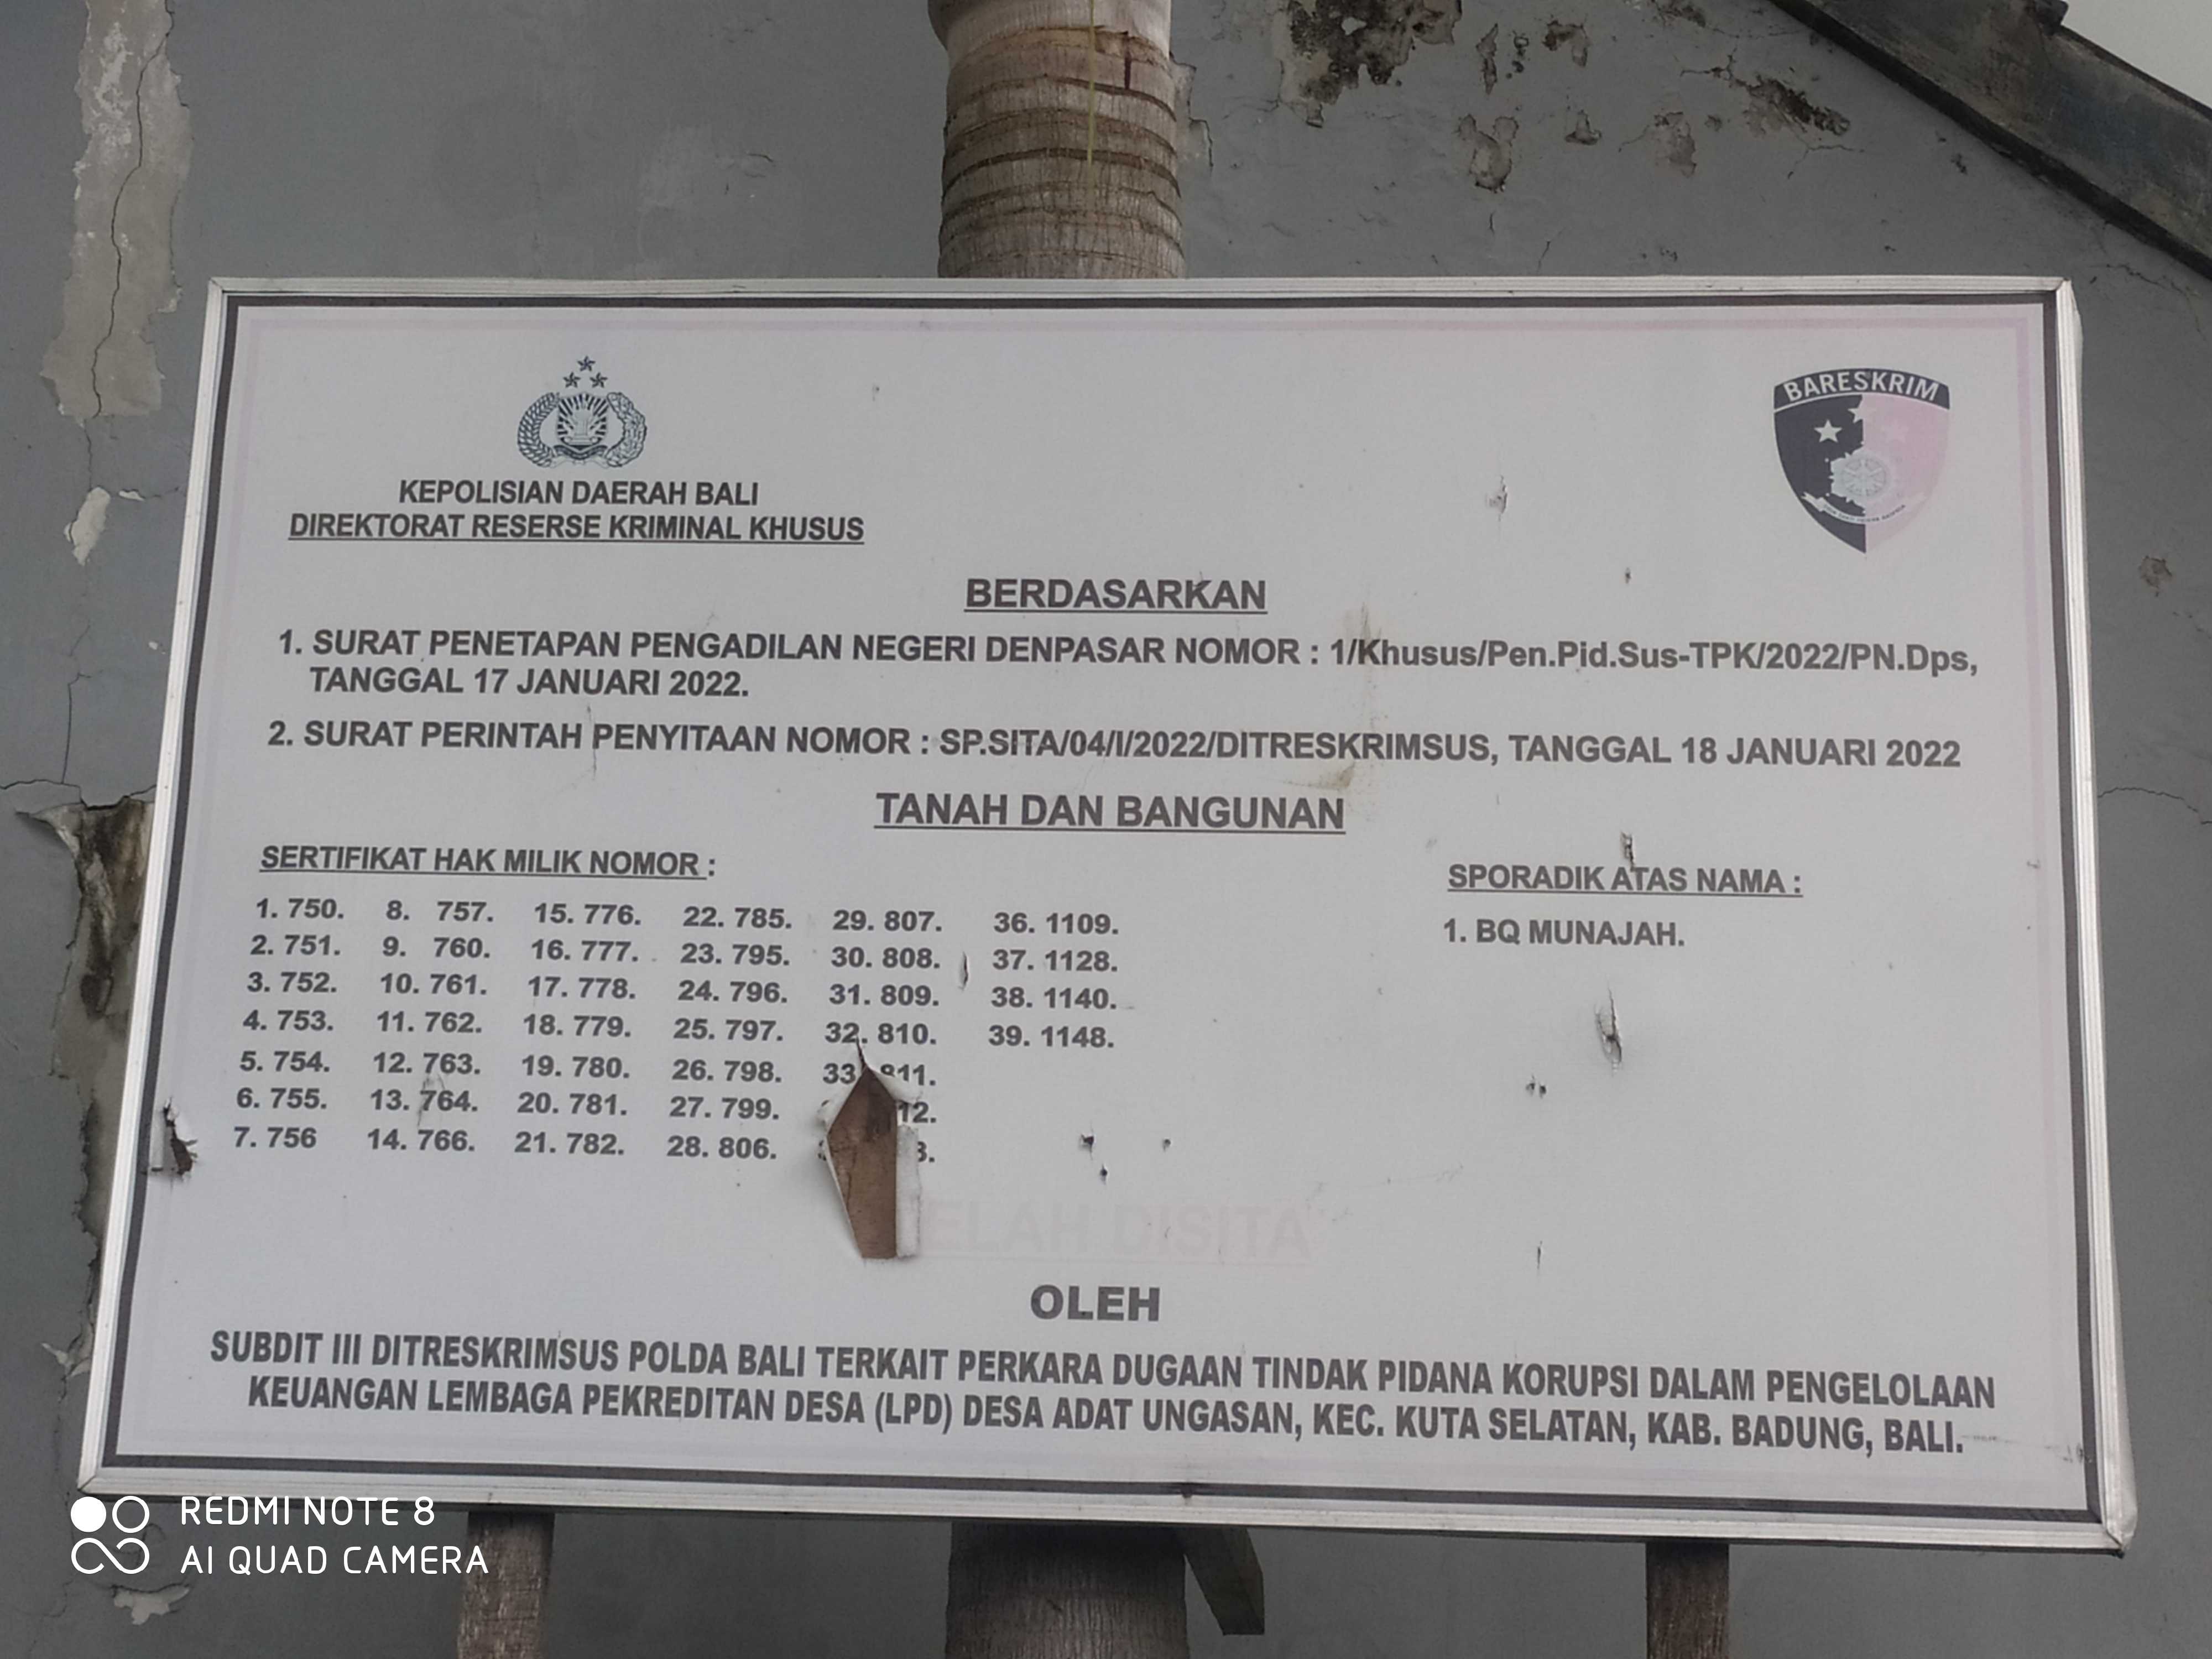 BARESKRIM
KEPOLISIAN DAERAH BALI
DIREKTORAT RESERSE KRIMINAL KHUSUS
BERDASARKAN
1. SURAT PENETAPAN PENGADILAN NEGERI DENPASAR NOMOR : 1/Khusus/Pen.Pid.Sus-TPK/2022/PN.Dps,
TANGGAL 17 JANUARI 2022.
2. SURAT PERINTAH PENYITAAN NOMOR : SP.SITA/04/I/2022/DITRESKRIMSUS, TANGGAL 18 JANUARI 2022
TANAH DAN BANGUNAN
SERTIFIKAT HAK MILIK NOMOR :
1. 750. 8. 757. 15. 776. 22. 785. 29. 807. 36. 1109.
2. 751. 9. 760. 16. 777. 23. 795. 30. 808. 37. 1128.
3. 752. 10. 761. 17. 778. 24. 796. 31. 809. 38. 1140.
4. 753. 11. 762. 18. 779. 25. 797. 32. 810. 39. 1148.
5. 754. 12. 763. 19. 780. 26. 798. 33 811.
6. 755. 13. 764. 20. 781. 27. 799. 12.
7. 756 14. 766. 21. 782. 28. 806. 3.
SPORADIK ATAS NAMA :
1. BQ MUNAJAH.
ELAH DISITA
OLEH
SUBDIT III DITRESKRIMSUS POLDA BALI TERKAIT PERKARA DUGAAN TINDAK PIDANA KORUPSI DALAM PENGELOLAAN
KEUANGAN LEMBAGA PEKREDITAN DESA (LPD) DESA ADAT UNGASAN, KEC. KUTA SELATAN, KAB. BADUNG, BALI.
REDMI NOTE 8
AI QUAD CAMERA